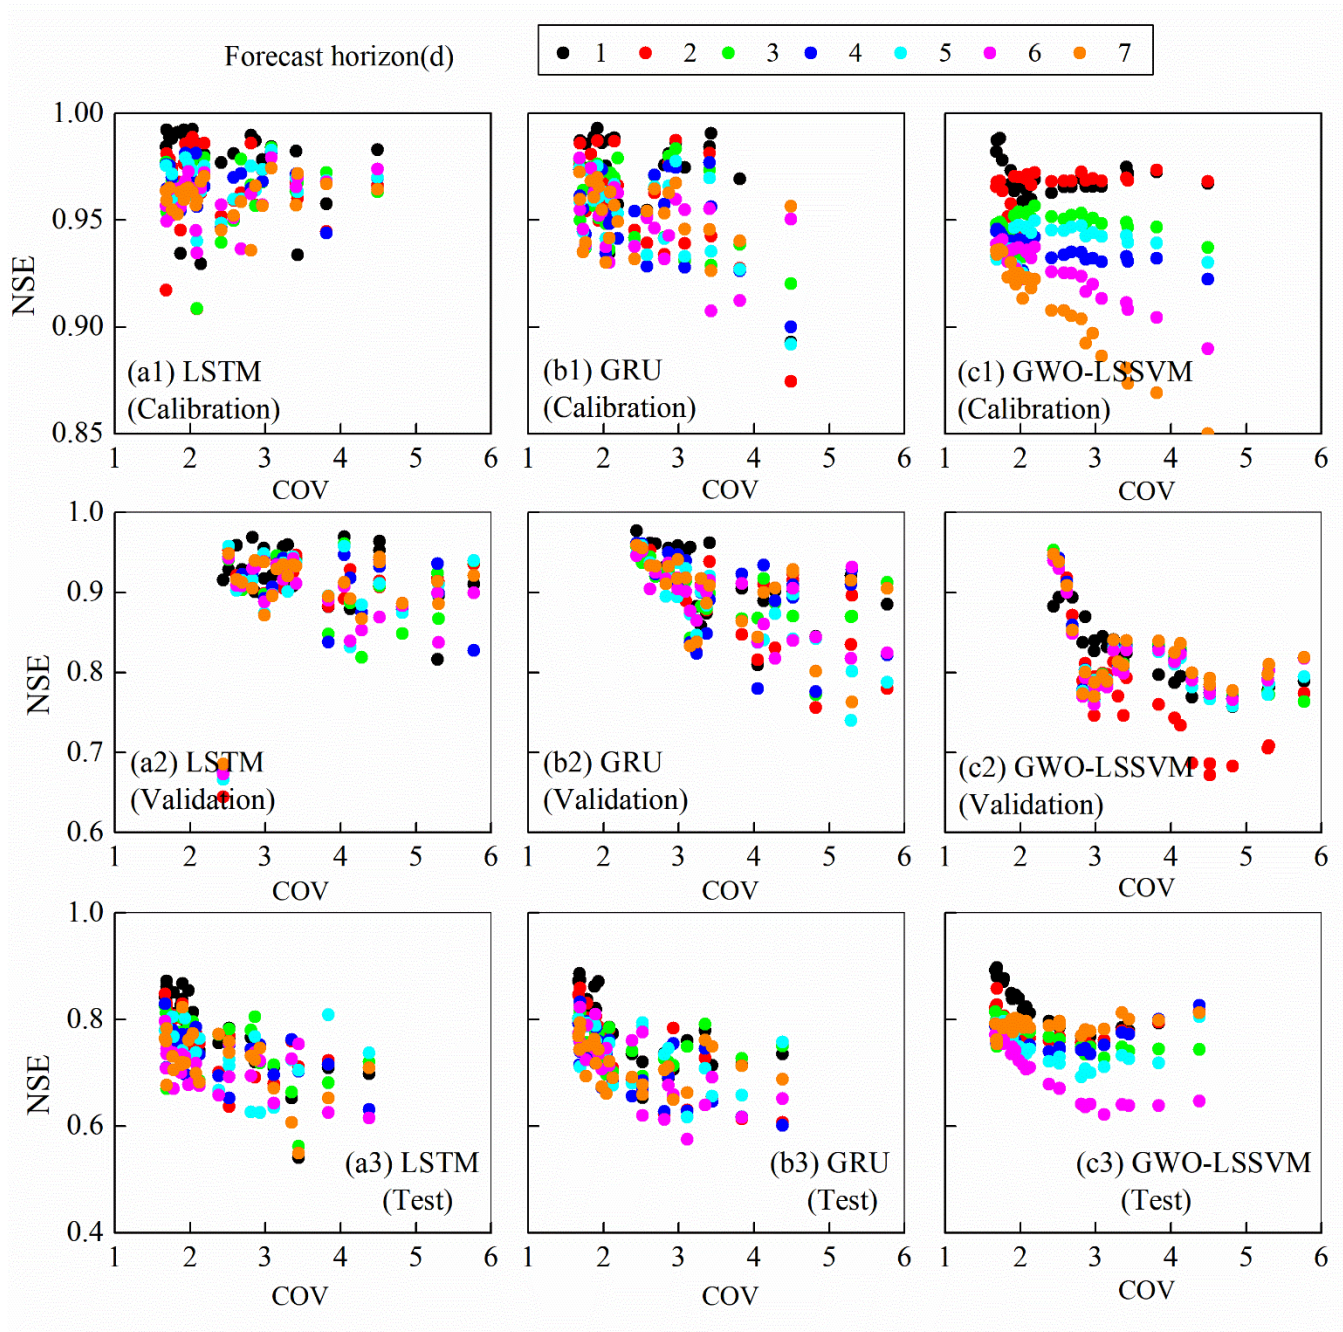 Forecast horizon(d) 1 2 3 4 5 6 7
1.00
0.95
0.90
0.85
NSE
(a1) LSTM
(Calibration)
1 2 3 4 5 6
COV
(b1) GRU
(Calibration)
1 2 3 4 5 6
COV
(c1) GWO-LSSVM
(Calibration)
1 2 3 4 5 6
COV
1.0
0.9
0.8
0.7
0.6
NSE
(a2) LSTM
(Validation)
1 2 3 4 5 6
COV
(b2) GRU
(Validation)
1 2 3 4 5 6
COV
(c2) GWO-LSSVM
(Validation)
1 2 3 4 5 6
COV
1.0
0.8
0.6
0.4
NSE
(a3) LSTM
(Test)
1 2 3 4 5 6
COV
(b3) GRU
(Test)
1 2 3 4 5 6
COV
(c3) GWO-LSSVM
(Test)
1 2 3 4 5 6
COV